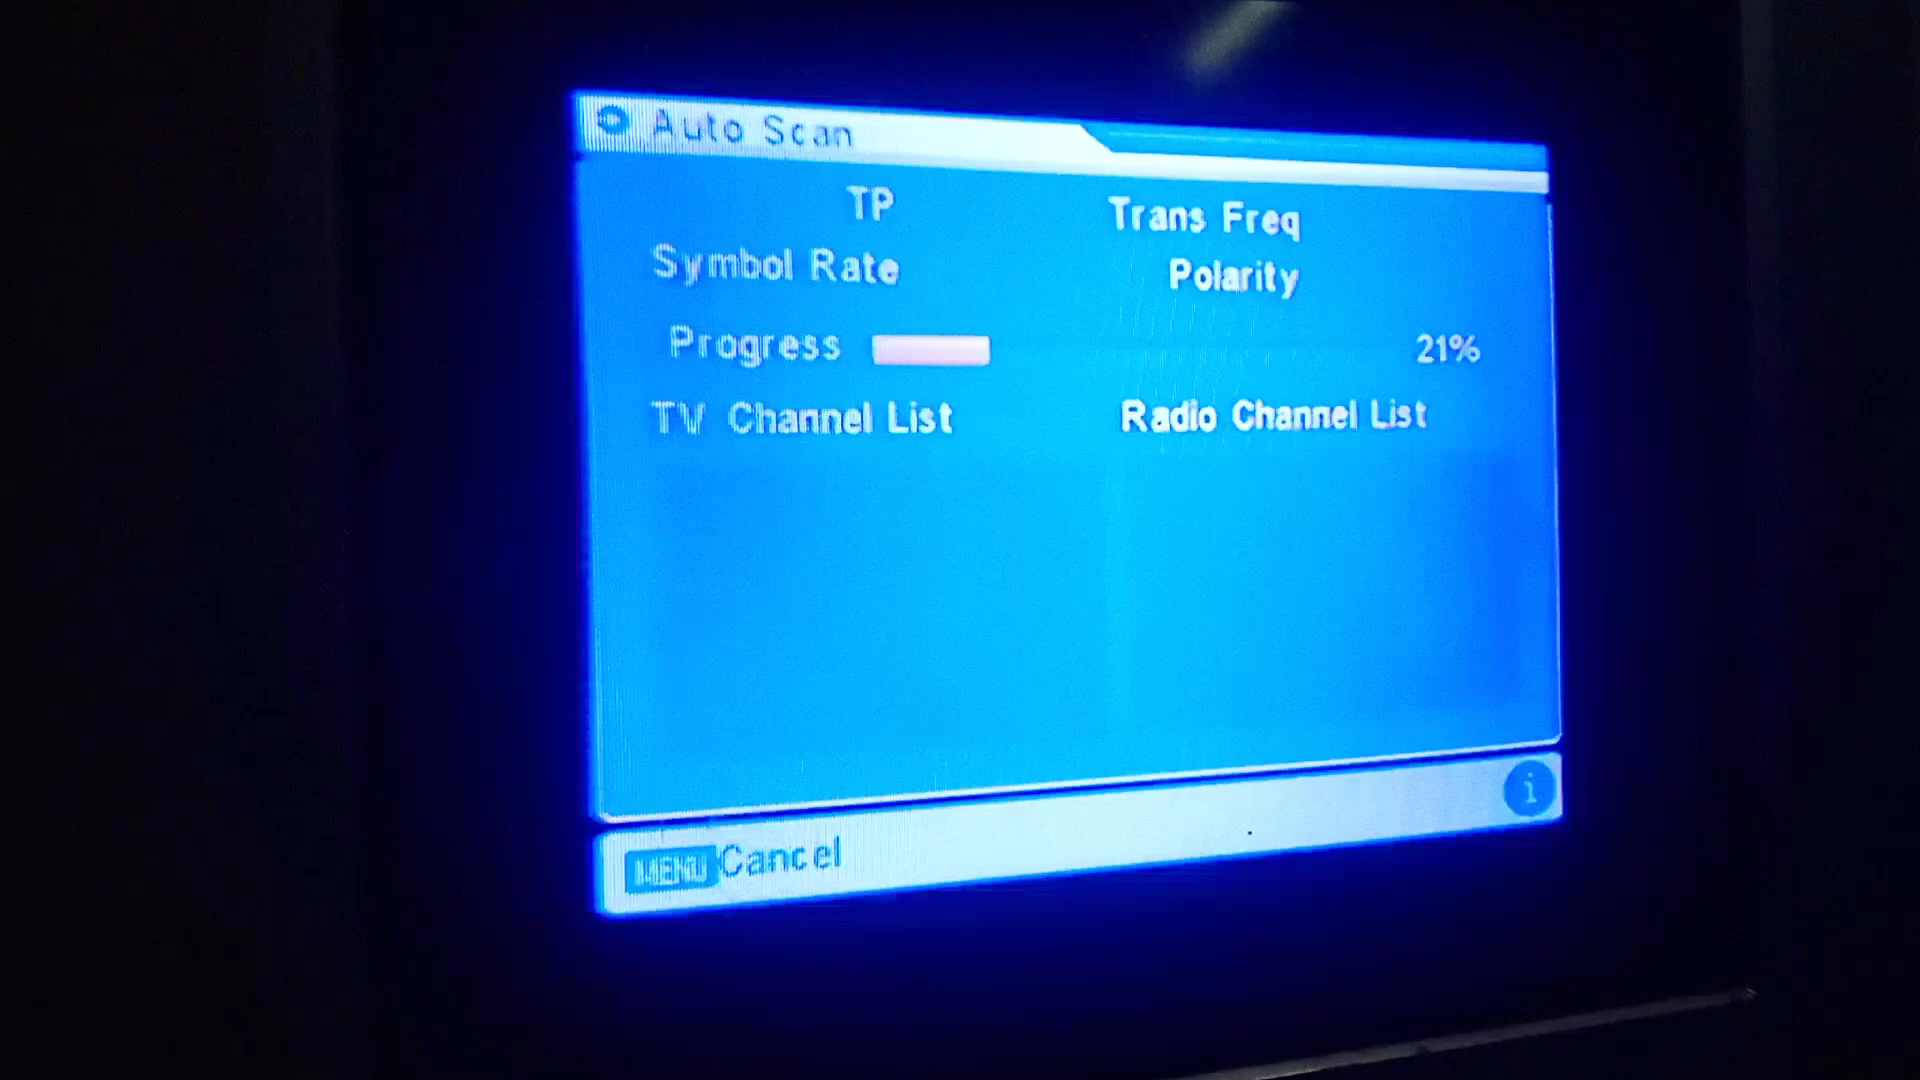 Auto Scan
TP Trans Freq
Symbol Rate Polarity
Progress 21%
TV Channel List Radio Channel List
i
MENU Cancel